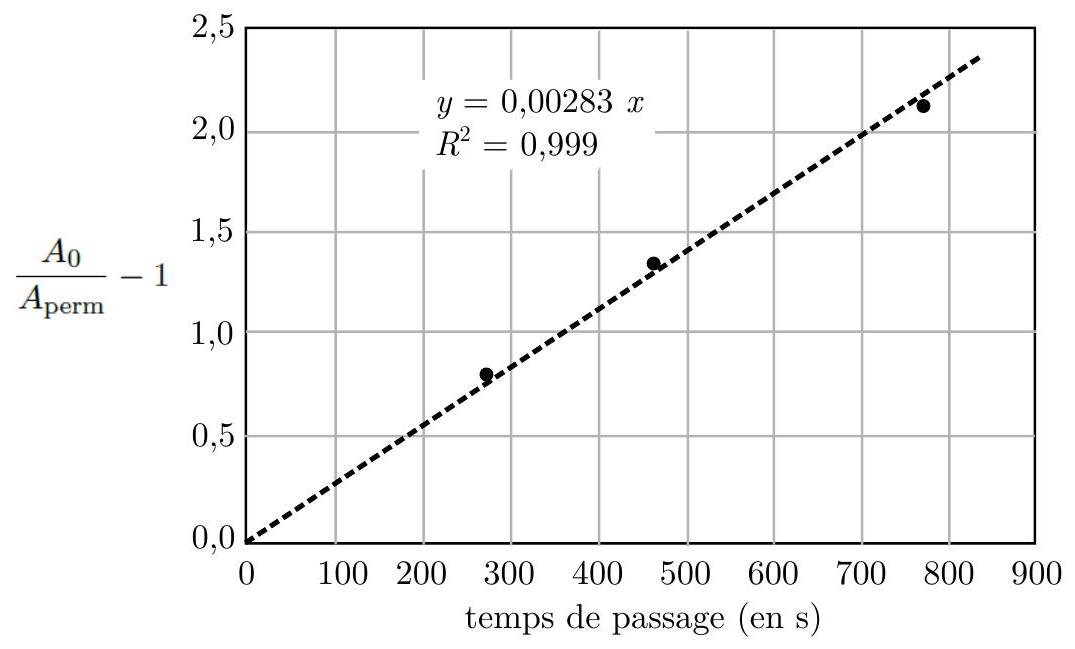 2,5
2,0
1,5
1,0
0,5
0,0
A₀
A_perm
− 1
y = 0,00283 x
R² = 0,999
0 100 200 300 400 500 600 700 800 900
temps de passage (en s)